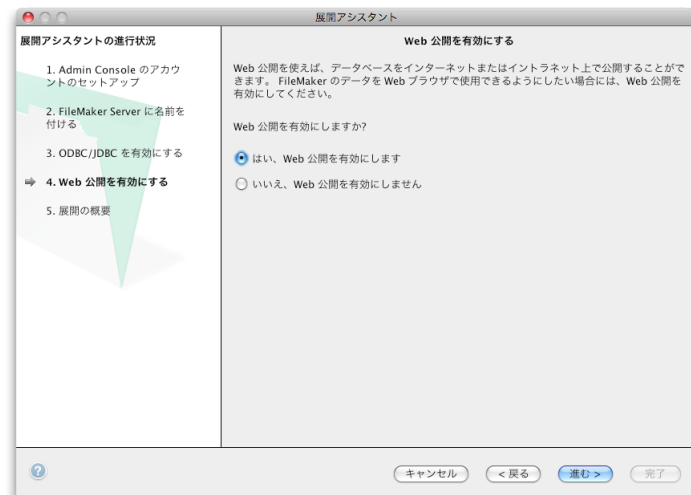 展開アシスタント
展開アシスタントの進行状況
1. Admin Console のアカウ
ントのセットアップ
2. FileMaker Server に名前を
付ける
3. ODBC/JDBC を有効にする
4. Web 公開を有効にする
5. 展開の概要
Web 公開を有効にする
Web 公開を使えば、データベースをインターネットまたはイントラネット上で公開することがで
きます。 FileMaker のデータを Web ブラウザで使用できるようにしたい場合には、Web 公開を
有効にしてください。
Web 公開を有効にしますか?
はい、Web 公開を有効にします
いいえ、Web 公開を有効にしません
?
キャンセル
< 戻る
進む >
完了